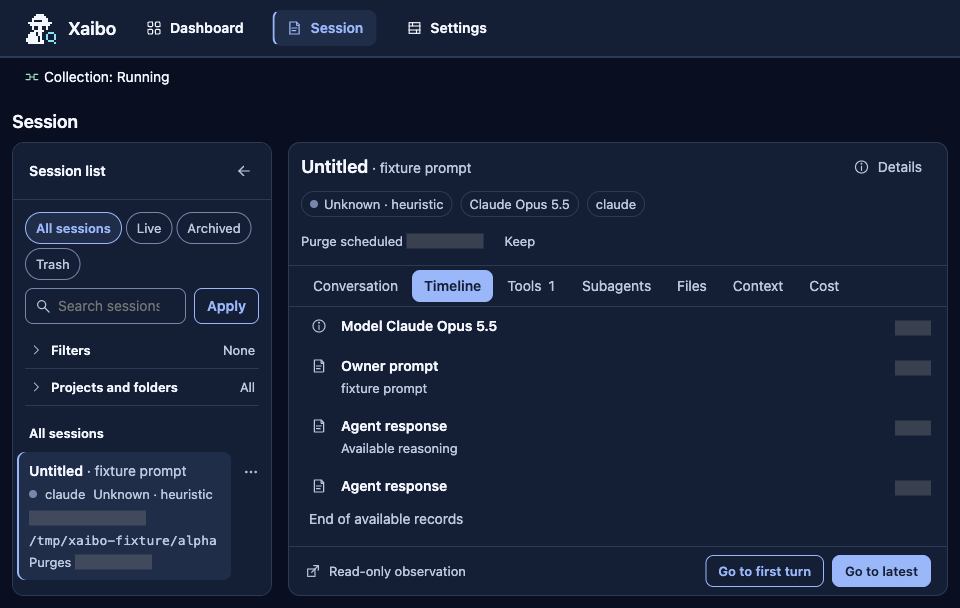 Xaibo Dashboard Session Settings
Collection: Running
Session
Session list
All sessions Live Archived
Trash
Search sessions Apply
Filters None
Projects and folders All
All sessions
Untitled · fixture prompt
claude Unknown · heuristic
/tmp/xaibo-fixture/alpha
Purges
Untitled · fixture prompt Details
Unknown · heuristic Claude Opus 5.5 claude
Purge scheduled Keep
Conversation Timeline Tools 1 Subagents Files Context Cost
Model Claude Opus 5.5
Owner prompt
fixture prompt
Agent response
Available reasoning
Agent response
End of available records
Read-only observation Go to first turn Go to latest